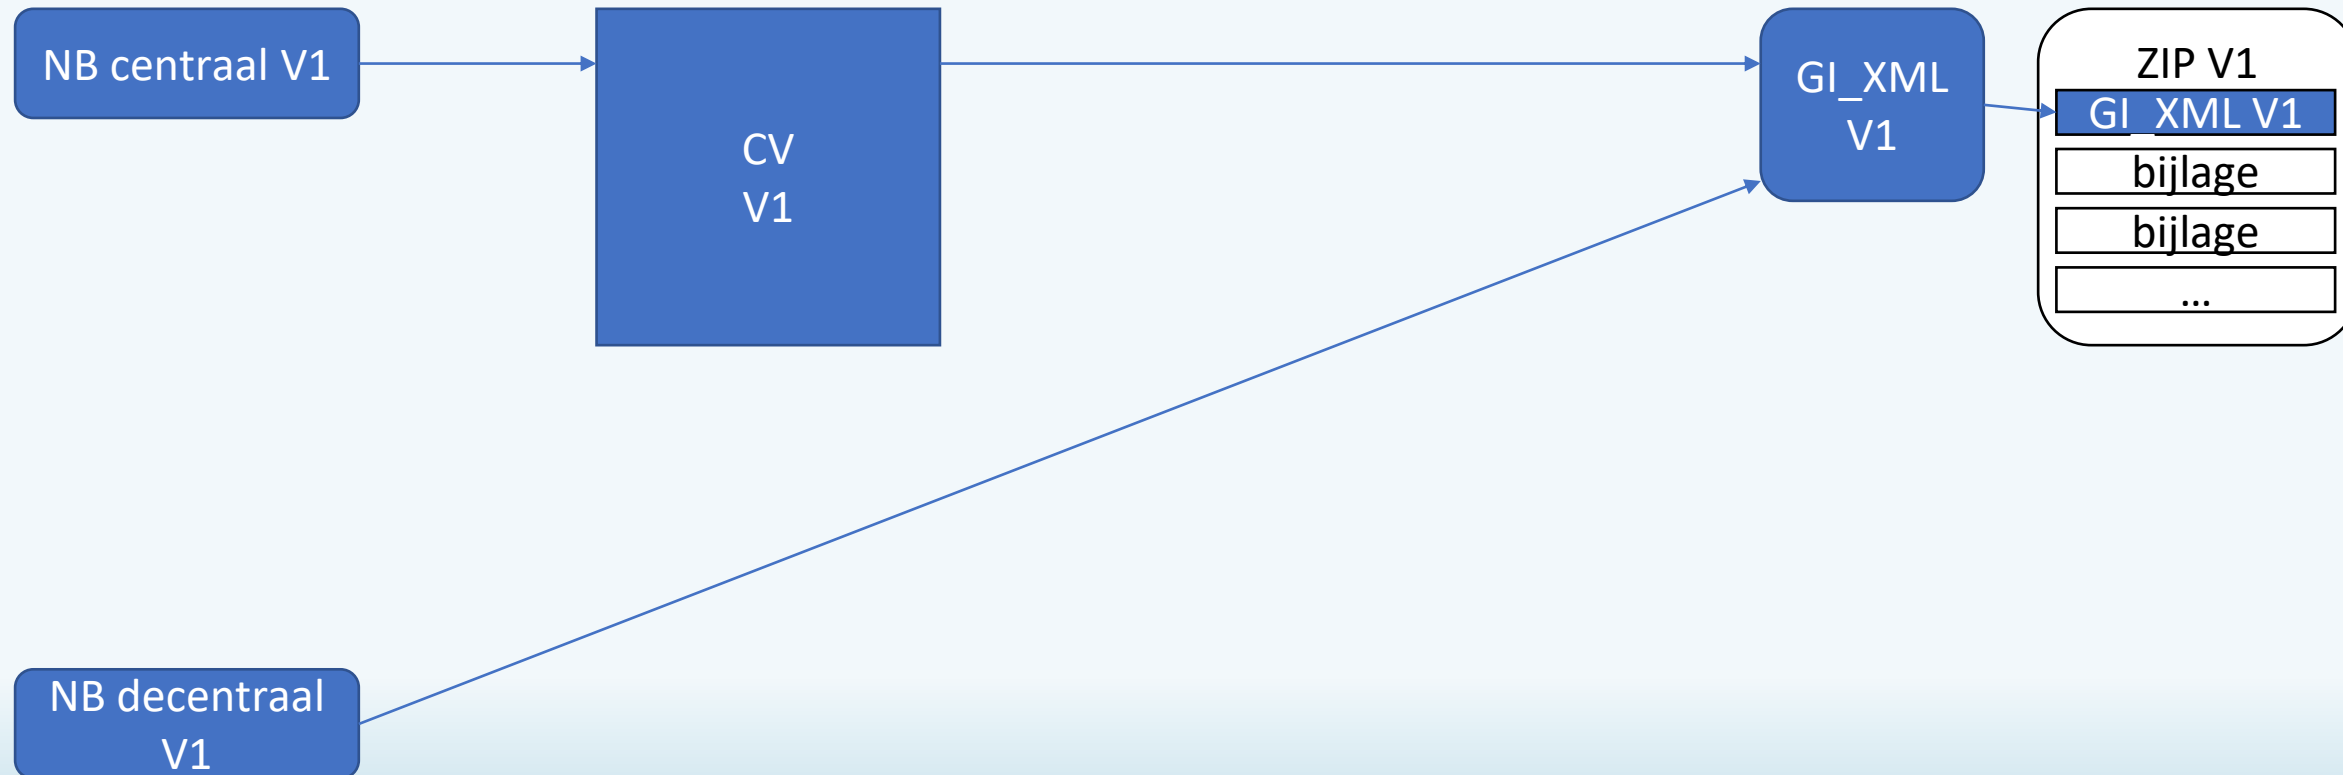 NB centraal V1
CV
V1
GI_XML
V1
ZIP V1
GI_XML V1
bijlage
bijlage
...
NB decentraal
V1